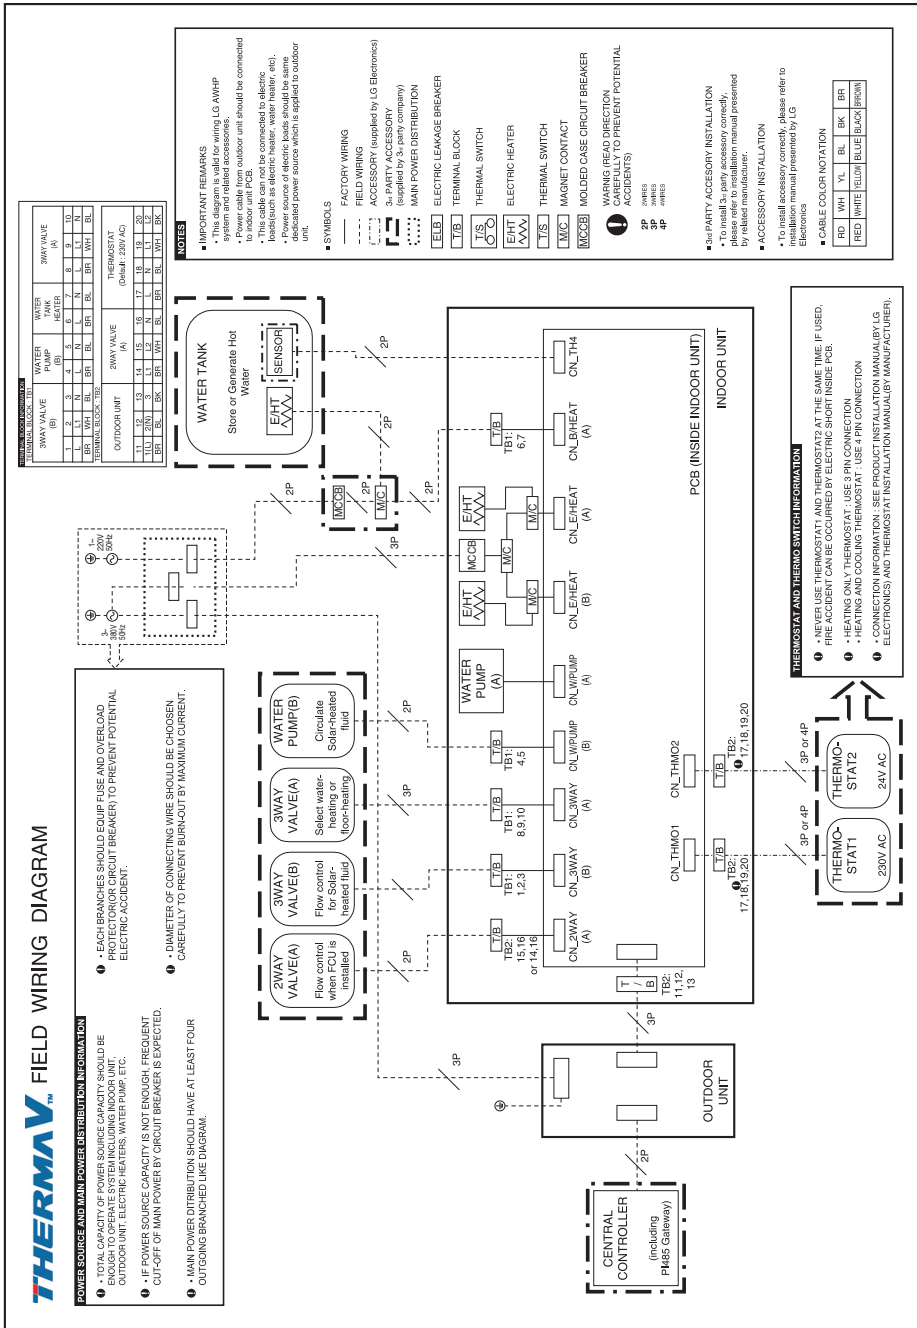 THERMAV™ FIELD WIRING DIAGRAM
POWER SOURCE AND MAIN POWER DISTRIBUTION INFORMATION
• TOTAL CAPACITY OF POWER SOURCE CAPACITY SHOULD BE
ENOUGH TO OPERATE SYSTEM INCLUDING INDOOR UNIT,
OUTDOOR UNIT, ELECTRIC HEATERS, WATER PUMP, ETC.
• IF POWER SOURCE CAPACITY IS NOT ENOUGH, FREQUENT
CUT-OFF OF MAIN POWER BY CIRCUIT BREAKER IS EXPECTED.
• MAIN POWER DITRIBUTION SHOULD HAVE AT LEAST FOUR
OUTGOING BRANCHED LIKE DIAGRAM.
• EACH BRANCHES SHOULD EQUIP FUSE AND OVERLOAD
PROTECTOR(OR CIRCUIT BREAKER) TO PREVENT POTENTIAL
ELECTRIC ACCIDENT.
• DIAMETER OF CONNECTING WIRE SHOULD BE CHOOSEN
CAREFULLY TO PREVENT BURN-OUT BY MAXIMUM CURRENT.
3~
380V
50Hz
1~
220V
50Hz
TERMINAL BLOCK INFORMATION
TERMINAL BLOCK : TB1
3WAY VALVE
(B)
WATER
PUMP
(B)
WATER
TANK
HEATER
3WAY VALVE
(A)
1 2 3 4 5 6 7 8 9 10
L L1 N L N L N L L1 N
BR WH BL BR BL BR BL BR WH BL
TERMINAL BLOCK : TB2
OUTDOOR UNIT
2WAY VALVE
(A)
THERMOSTAT
(Default : 230V AC)
11 12 13 14 15 16 17 18 19 20
1(L) 2(N) 3 L1 L2 N L N L1 L2
BR BL BK BR WH BL BR BL WH BK
2WAY
VALVE(A)
Flow control
when FCU is
installed
3WAY
VALVE(B)
Flow control
for Solar-
heated fluid
3WAY
VALVE(A)
Select water-
heating or
floor-heating
WATER
PUMP(B)
Circulate
Solar-heated
fluid
2P
3P
2P
3P
3P
2P
MCCB
2P
M/C
2P
2P
2P
WATER TANK
Store or Generate Hot
Water
E/HT
SENSOR
T/B
TB2:
15,16
or 14,16
CN_2WAY
(A)
T/B
TB1:
1,2,3
CN_3WAY
(B)
T/B
TB1:
8,9,10
CN_3WAY
(A)
T/B
TB1:
4,5
CN_W/PUMP
(B)
WATER
PUMP
(A)
CN_W/PUMP
(A)
E/HT
M/C
CN_E/HEAT
(B)
MCCB
M/C
E/HT
M/C
CN_E/HEAT
(A)
T/B
TB1:
6,7
CN_B/HEAT
(A)
CN_TH4
PCB (INSIDE INDOOR UNIT)
INDOOR UNIT
CENTRAL
CONTROLLER
(including
PI485 Gateway)
2P
OUTDOOR
UNIT
3P
T
/
B
TB2:
11,12,
13
CN_THMO1
T/B
TB2:
17,18,19,20
3P or 4P
CN_THMO2
T/B
TB2:
17,18,19,20
3P or 4P
THERMO-
STAT1
230V AC
THERMO-
STAT2
24V AC
THERMOSTAT AND THERMO SWITCH INFORMATION
• NEVER USE THERMOSTAT1 AND THERMOSTAT2 AT THE SAME TIME. IF USED,
FIRE ACCIDENT CAN BE OCCURRED BY ELECTRIC SHORT INSIDE PCB.
• HEATING ONLY THERMOSTAT : USE 3 PIN CONNECTION
• HEATING AND COOLING THERMOSTAT : USE 4 PIN CONNECTION
• CONNECTION INFORMATION : SEE PRODUCT INSTALLATION MANUAL(BY LG
ELECTRONICS) AND THERMOSTAT INSTALLATION MANUAL(BY MANUFACTURER).
NOTES
■ IMPORTANT REMARKS
• This diagram is valid for wiring LG AWHP
system and related accessories.
• Power cable from outdoor unit should be connected
to indoor unit PCB.
• This cable can not be connected to electric
loads(such as electric heater, water heater, etc).
• Power source of electric loads should be same
dedicated power source which is applied to outdoor
unit.
■ SYMBOLS
FACTORY WIRING
FIELD WIRING
ACCESSORY (supplied by LG Electronics)
3rd PARTY ACCESSORY
(supplied by 3rd party company)
MAIN POWER DISTRIBUTION
ELB ELECTRIC LEAKAGE BREAKER
T/B TERMINAL BLOCK
T/S THERMAL SWITCH
E/HT ELECTRIC HEATER
T/S THERMAL SWITCH
M/C MAGNET CONTACT
MCCB MOLDED CASE CIRCUIT BREAKER
WARNIG (READ DIRECTION
CAREFULLY TO PREVENT POTENTIAL
ACCIDENTS)
2P 2WIRES
3P 3WIRES
4P 4WIRES
■ 3rd PARTY ACCESORY INSTALLATION
• To install 3rd party accessory correctly,
please refer to installation manual presented
by related manufacturer.
■ ACCESSORY INSTALLATION
• To install accessory correctly, please refer to
installation manual presented by LG
Electronics
■ CABLE COLOR NOTATION
RD WH YL BL BK BR
RED WHITE YELLOW BLUE BLACK BROWN